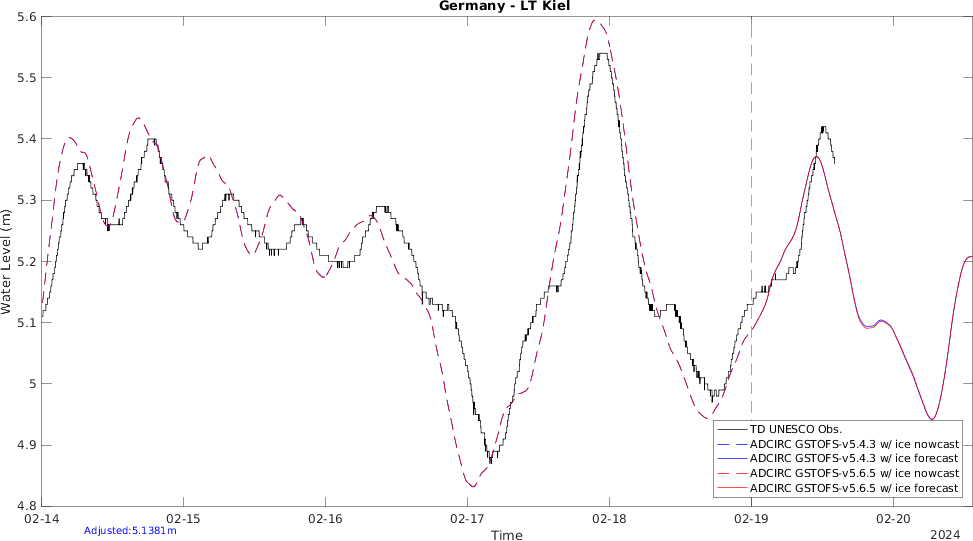 Germany - LT Kiel
5.6
5.5
5.4
5.3
5.2
5.1
5
4.9
4.8
Water Level (m)
02-14
02-15
02-16
02-17
02-18
02-19
02-20
Adjusted:5.1381m
Time
2024
TD UNESCO Obs.
ADCIRC GSTOFS-v5.4.3 w/ ice nowcast
ADCIRC GSTOFS-v5.4.3 w/ ice forecast
ADCIRC GSTOFS-v5.6.5 w/ ice nowcast
ADCIRC GSTOFS-v5.6.5 w/ ice forecast